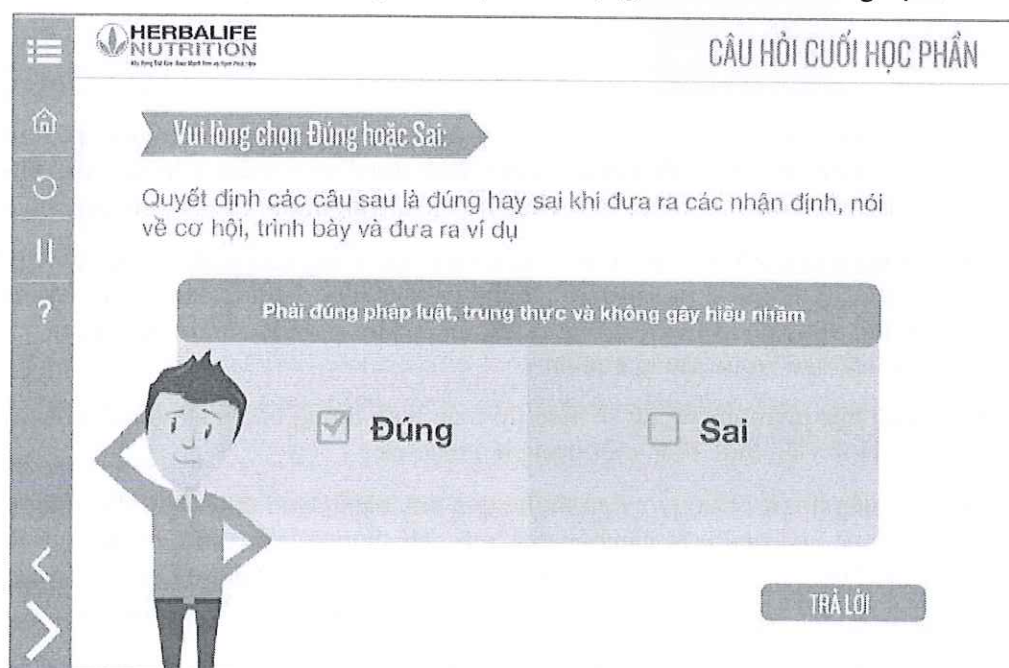 HERBALIFE
NUTRITION
CÂU HỎI CUỐI HỌC PHẦN
Vui lòng chọn Đúng hoặc Sai:
Quyết định các câu sau là đúng hay sai khi đưa ra các nhận định, nói
về cơ hội, trình bày và đưa ra ví dụ
?
Phải đúng pháp luật, trung thực và không gây hiểu nhầm
Đúng
Sai
TRẢ LỜI